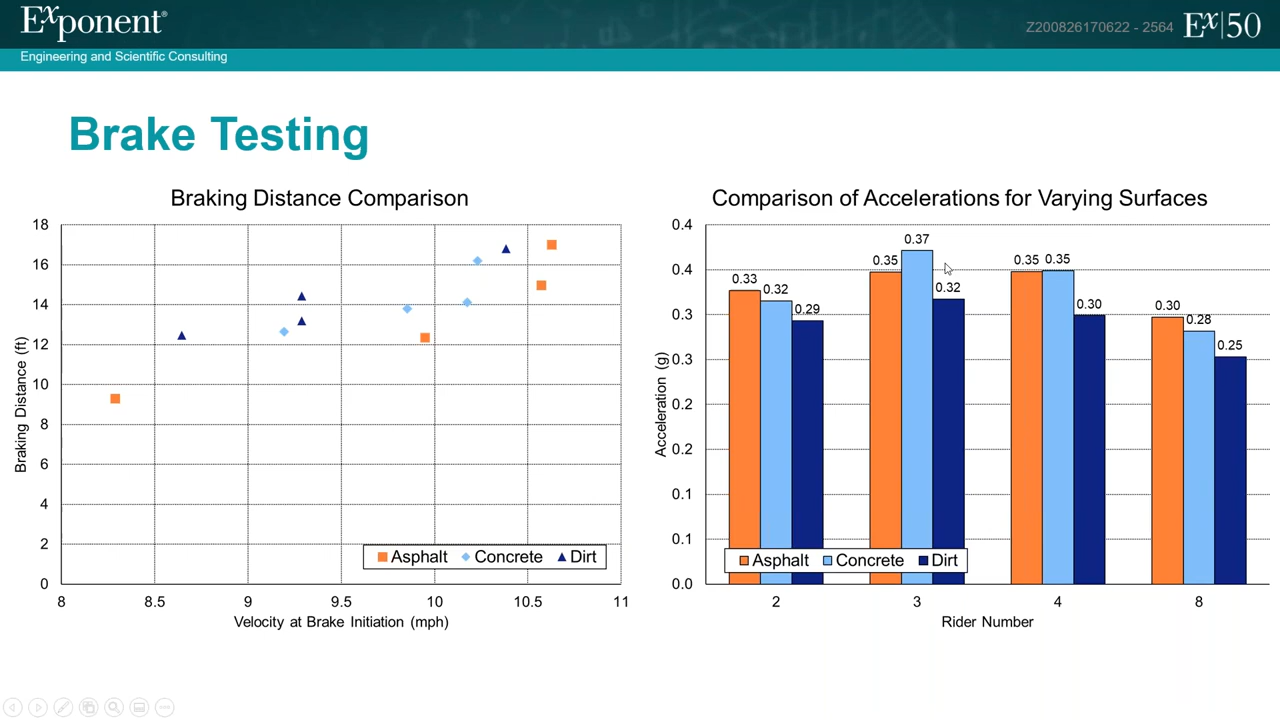 Exponent®
Z200826170622 - 2564
Ex|50
Engineering and Scientific Consulting
Brake Testing
Braking Distance Comparison
18
16
14
12
10
8
6
4
2
0
Braking Distance (ft)
Asphalt Concrete Dirt
8 8.5 9 9.5 10 10.5 11
Velocity at Brake Initiation (mph)
Comparison of Accelerations for Varying Surfaces
0.4
0.4
0.3
0.3
0.2
0.2
0.1
0.1
0.0
Acceleration (g)
0.33 0.32 0.29
0.35 0.37 0.32
0.35 0.35 0.30
0.30 0.28 0.25
Asphalt Concrete Dirt
2 3 4 8
Rider Number